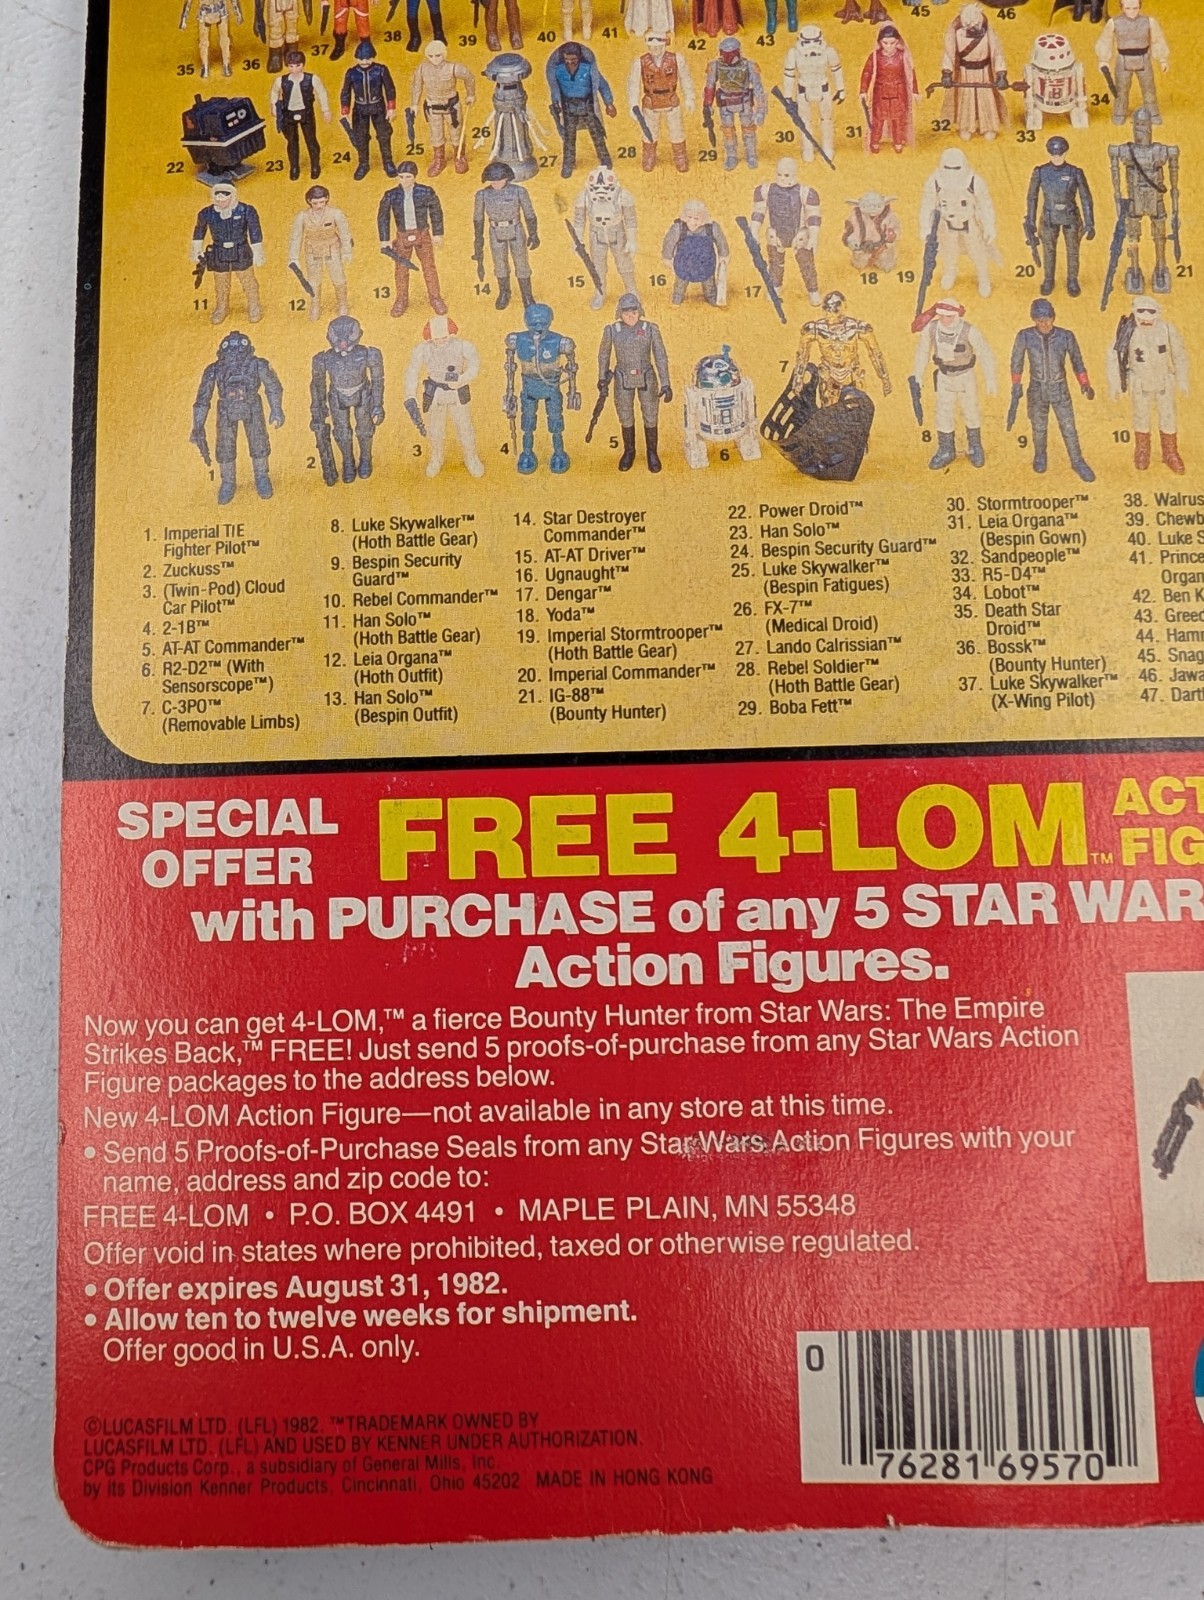 35 36 37 38 39 40 41 42 43 45 46
22 23 24 25 26 27 28 29 30 31 32 33 34
11 12 13 14 15 16 17 18 19 20 21
1 2 3 4 5 6 7 8 9 10
1. Imperial TIE
Fighter Pilot™
2. Zuckuss™
3. (Twin-Pod) Cloud
Car Pilot™
4. 2-1B™
5. AT-AT Commander™
6. R2-D2™ (With
Sensorscope™)
7. C-3PO™
(Removable Limbs)
8. Luke Skywalker™
(Hoth Battle Gear)
9. Bespin Security
Guard™
10. Rebel Commander™
11. Han Solo™
(Hoth Battle Gear)
12. Leia Organa™
(Hoth Outfit)
13. Han Solo™
(Bespin Outfit)
14. Star Destroyer
Commander™
15. AT-AT Driver™
16. Ugnaught™
17. Dengar™
18. Yoda™
19. Imperial Stormtrooper™
(Hoth Battle Gear)
20. Imperial Commander™
21. IG-88™
(Bounty Hunter)
22. Power Droid™
23. Han Solo™
24. Bespin Security Guard™
25. Luke Skywalker™
(Bespin Fatigues)
26. FX-7™
(Medical Droid)
27. Lando Calrissian™
28. Rebel Soldier™
(Hoth Battle Gear)
29. Boba Fett™
30. Stormtrooper™
31. Leia Organa™
(Bespin Gown)
32. Sandpeople™
33. R5-D4™
34. Lobot™
35. Death Star
Droid™
36. Bossk™
(Bounty Hunter)
37. Luke Skywalker™
(X-Wing Pilot)
38. Walrus
39. Chewb
40. Luke S
41. Prince
Organ
42. Ben K
43. Greed
44. Hamm
45. Snag
46. Jawa
47. Dart
SPECIAL
OFFER
FREE 4-LOM™ ACT
FIG
with PURCHASE of any 5 STAR WAR
Action Figures.
Now you can get 4-LOM,™ a fierce Bounty Hunter from Star Wars: The Empire
Strikes Back,™ FREE! Just send 5 proofs-of-purchase from any Star Wars Action
Figure packages to the address below.
New 4-LOM Action Figure—not available in any store at this time.
• Send 5 Proofs-of-Purchase Seals from any Star Wars Action Figures with your
name, address and zip code to:
FREE 4-LOM • P.O. BOX 4491 • MAPLE PLAIN, MN 55348
Offer void in states where prohibited, taxed or otherwise regulated.
• Offer expires August 31, 1982.
• Allow ten to twelve weeks for shipment.
Offer good in U.S.A. only.
©LUCASFILM LTD. (LFL) 1982. ™TRADEMARK OWNED BY
LUCASFILM LTD. (LFL) AND USED BY KENNER UNDER AUTHORIZATION.
CPG Products Corp., a subsidiary of General Mills, Inc.
by its Division Kenner Products, Cincinnati, Ohio 45202 MADE IN HONG KONG
0 76281 69570